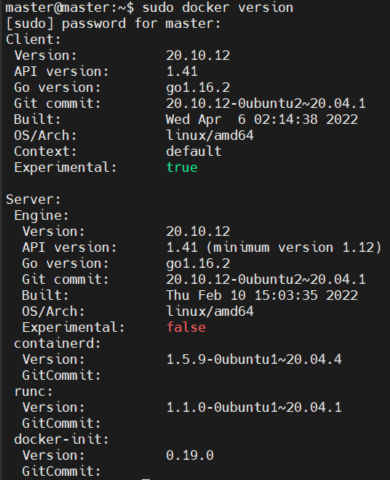 master@master:~$ sudo docker version
[sudo] password for master:
Client:
 Version:           20.10.12
 API version:       1.41
 Go version:        go1.16.2
 Git commit:        20.10.12-0ubuntu2~20.04.1
 Built:             Wed Apr  6 02:14:38 2022
 OS/Arch:           linux/amd64
 Context:           default
 Experimental:      true

Server:
 Engine:
  Version:          20.10.12
  API version:      1.41 (minimum version 1.12)
  Go version:       go1.16.2
  Git commit:       20.10.12-0ubuntu2~20.04.1
  Built:            Thu Feb 10 15:03:35 2022
  OS/Arch:          linux/amd64
  Experimental:     false
 containerd:
  Version:          1.5.9-0ubuntu1~20.04.4
  GitCommit:
 runc:
  Version:          1.1.0-0ubuntu1~20.04.1
  GitCommit:
 docker-init:
  Version:          0.19.0
  GitCommit: